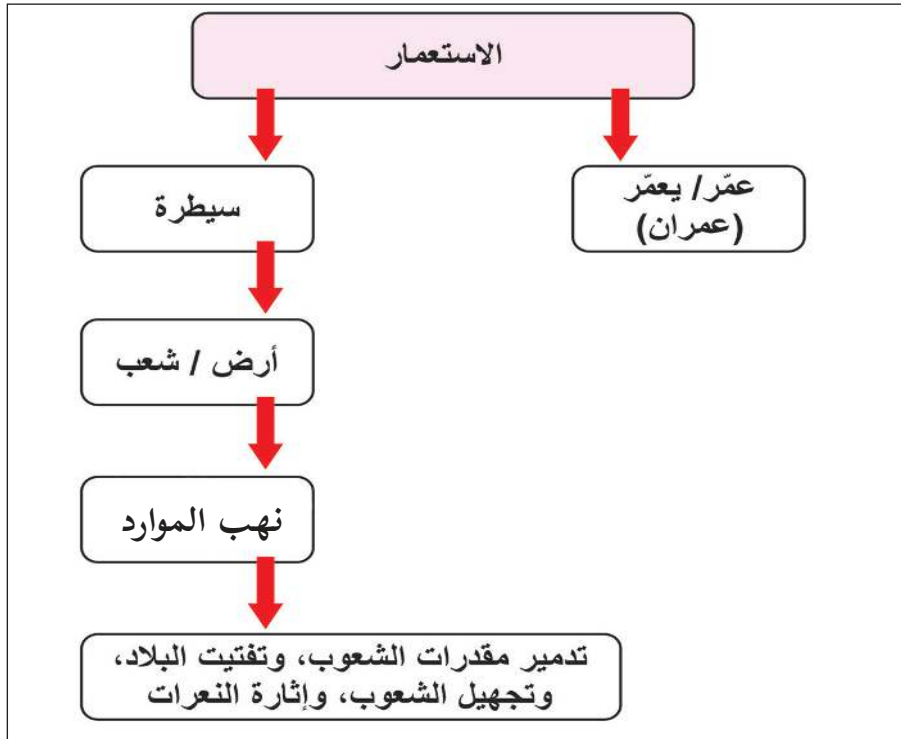 الاستعمار
عمّر/ يعمّر
(عمران)
سيطرة
أرض / شعب
نهب الموارد
تدمير مقدرات الشعوب، وتفتيت البلاد،
وتجهيل الشعوب، وإثارة النعرات